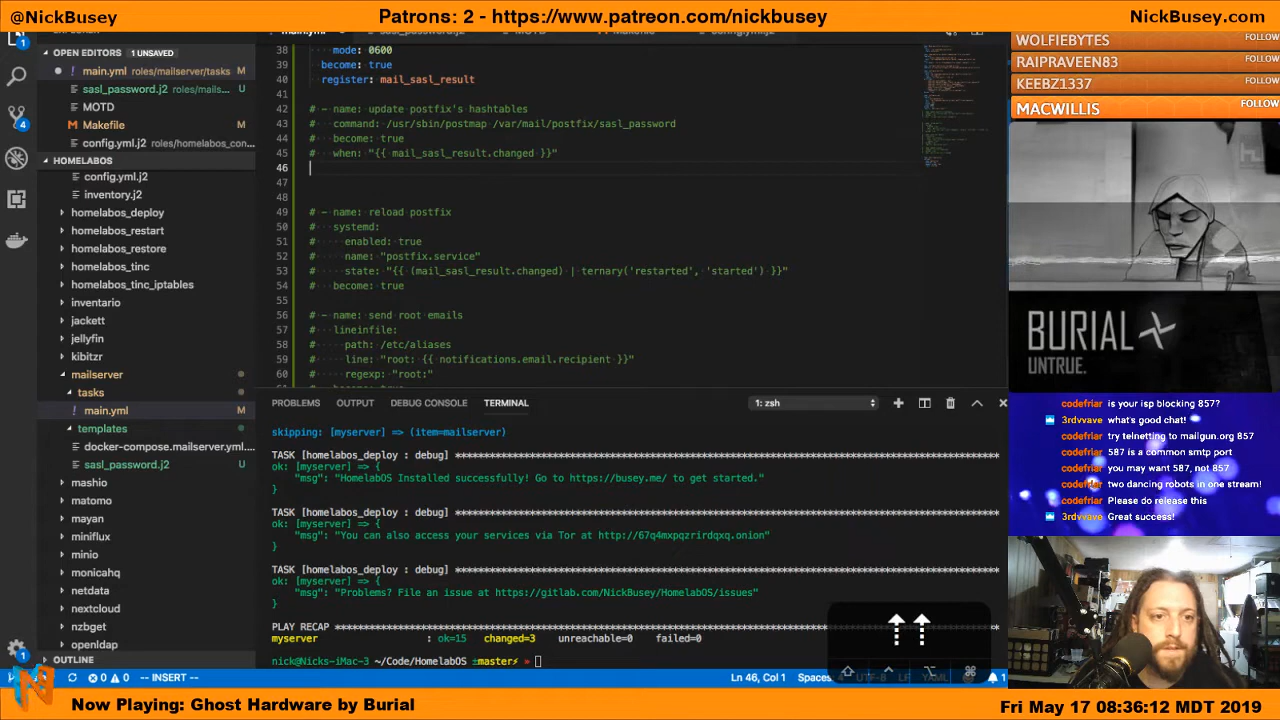 @NickBusey
Patrons: 2 - https://www.patreon.com/nickbusey
NickBusey.com
OPEN EDITORS 1 UNSAVED
main.yml roles/mailserver/tasks
sasl_password.j2 roles/mails... U
MOTD
Makefile M
config.yml.j2 roles/homelabos_con...
HOMELABOS
config.yml.j2
inventory.j2
homelabos_deploy
homelabos_restart
homelabos_restore
homelabos_tinc
homelabos_tinc_iptables
inventario
jackett
jellyfin
kibitzr
mailserver
tasks
main.yml M
templates
docker-compose.mailserver.yml....
sasl_password.j2 U
mashio
matomo
mayan
miniflux
minio
monicahq
netdata
nextcloud
nzbget
openldap
OUTLINE
38 mode: 0600
39 become: true
40 register: mail_sasl_result
41
42 # - name: update postfix's hashtables
43 # command: /usr/sbin/postmap /var/mail/postfix/sasl_password
44 # become: true
45 # when: "{{ mail_sasl_result.changed }}"
46
47
48
49 # - name: reload postfix
50 # systemd:
51 # enabled: true
52 # name: "postfix.service"
53 # state: "{{ (mail_sasl_result.changed) | ternary('restarted', 'started') }}"
54 # become: true
55
56 # - name: send root emails
57 # lineinfile:
58 # path: /etc/aliases
59 # line: "root: {{ notifications.email.recipient }}"
60 # regexp: "root:"
PROBLEMS OUTPUT DEBUG CONSOLE TERMINAL 1: zsh
skipping: [myserver] => (item=mailserver)
TASK [homelabos_deploy : debug] ****
ok: [myserver] => {
"msg": "HomelabOS Installed successfully! Go to https://busey.me/ to get started."
}
TASK [homelabos_deploy : debug] ****
ok: [myserver] => {
"msg": "You can also access your services via Tor at http://67q4mxpqzrirdqxq.onion"
}
TASK [homelabos_deploy : debug] ****
ok: [myserver] => {
"msg": "Problems? File an issue at https://gitlab.com/NickBusey/HomelabOS/issues"
}
PLAY RECAP ****
myserver : ok=15 changed=3 unreachable=0 failed=0
nick@Nicks-iMac-3 ~/Code/HomelabOS ±master⚡ »
0 0 -- INSERT -- Ln 46, Col 1 Spaces: UTF-8 LF YAML 1
WOLFIEBYTES FOLLOW
RAIPRAVEEN83 FOLLOW
KEEBZ1337 FOLLOW
MACWILLIS FOLLOW
BURIAL
UNTRUE.
codefriar is your isp blocking 857?
3rdvvave what's good chat!
codefriar try telnetting to mailgun.org 857
codefriar 587 is a common smtp port
codefriar you may want 587, not 857
codefriar two dancing robots in one stream!
codefriar Please do release this
3rdvvave Great success!
Now Playing: Ghost Hardware by Burial
Fri May 17 08:36:12 MDT 2019